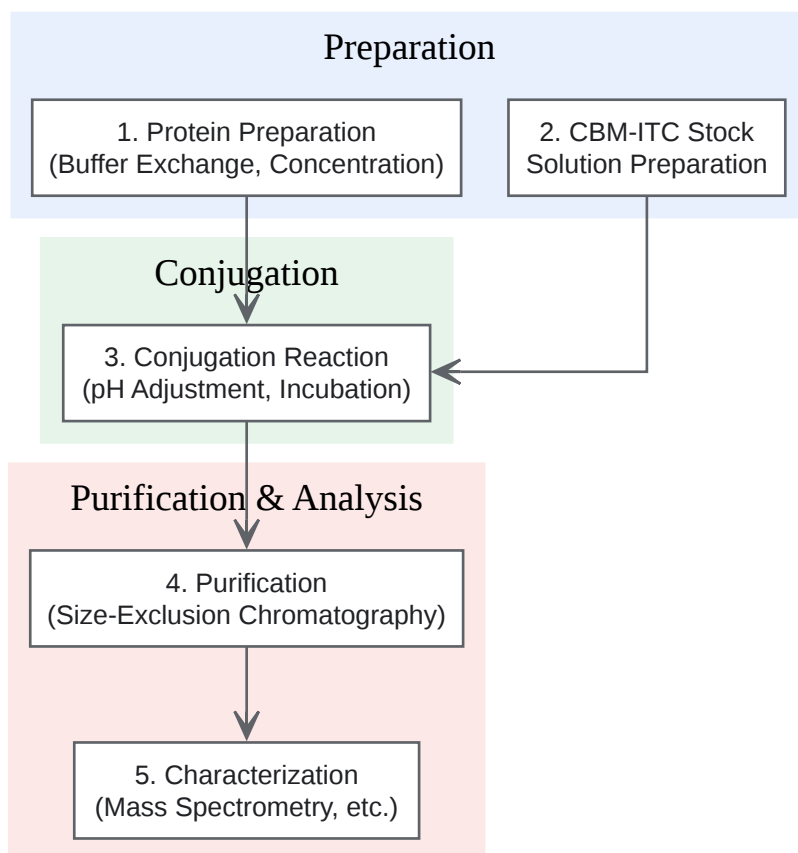 Preparation
1. Protein Preparation
(Buffer Exchange, Concentration)
2. CBM-ITC Stock
Solution Preparation
Conjugation
3. Conjugation Reaction
(pH Adjustment, Incubation)
Purification & Analysis
4. Purification
(Size-Exclusion Chromatography)
5. Characterization
(Mass Spectrometry, etc.)